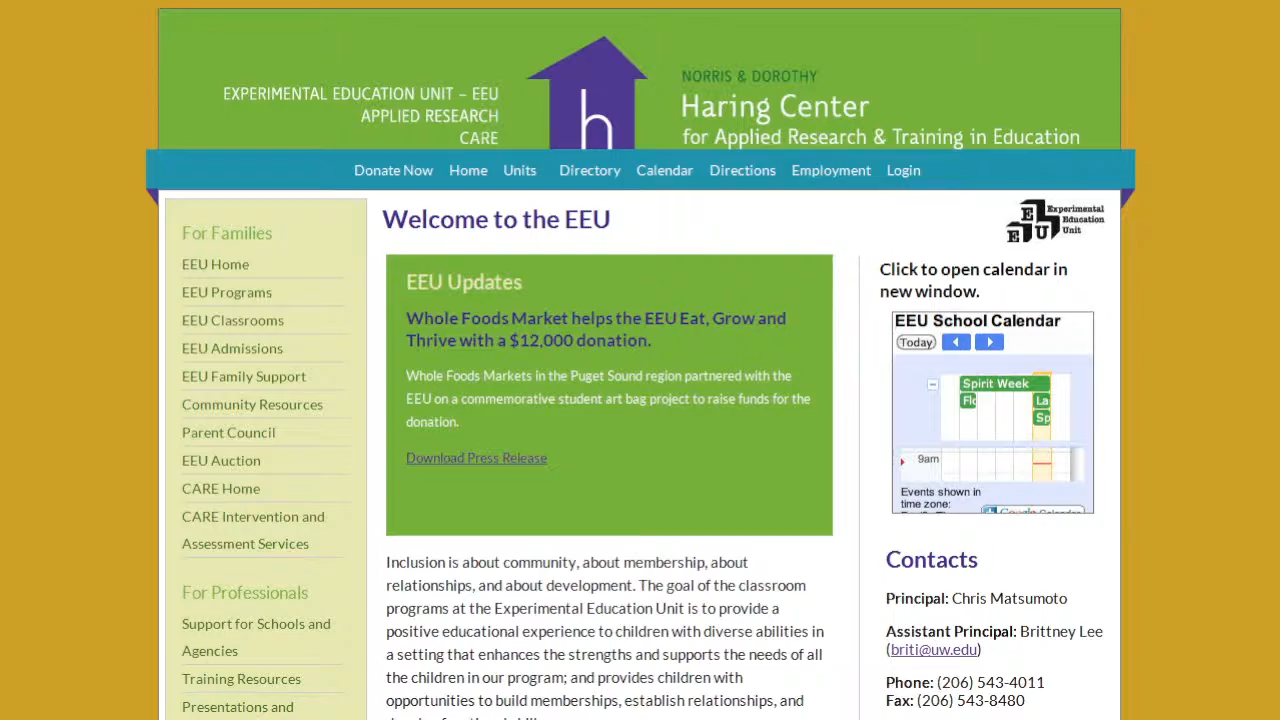 EXPERIMENTAL EDUCATION UNIT – EEU
APPLIED RESEARCH
CARE
h
NORRIS & DOROTHY
Haring Center
for Applied Research & Training in Education
Donate Now Home Units Directory Calendar Directions Employment Login
For Families
EEU Home
EEU Programs
EEU Classrooms
EEU Admissions
EEU Family Support
Community Resources
Parent Council
EEU Auction
CARE Home
CARE Intervention and
Assessment Services
For Professionals
Support for Schools and
Agencies
Training Resources
Presentations and
Welcome to the EEU
EEU Updates
Whole Foods Market helps the EEU Eat, Grow and
Thrive with a $12,000 donation.
Whole Foods Markets in the Puget Sound region partnered with the
EEU on a commemorative student art bag project to raise funds for the
donation.
Download Press Release
Inclusion is about community, about membership, about
relationships, and about development. The goal of the classroom
programs at the Experimental Education Unit is to provide a
positive educational experience to children with diverse abilities in
a setting that enhances the strengths and supports the needs of all
the children in our program; and provides children with
opportunities to build memberships, establish relationships, and
EEU
Experimental
Education
Unit
Click to open calendar in
new window.
EEU School Calendar
Today
Spirit Week
Flo La
Sp
9am
Events shown in
time zone:
Google Calendar
Contacts
Principal: Chris Matsumoto
Assistant Principal: Brittney Lee
(briti@uw.edu)
Phone: (206) 543-4011
Fax: (206) 543-8480